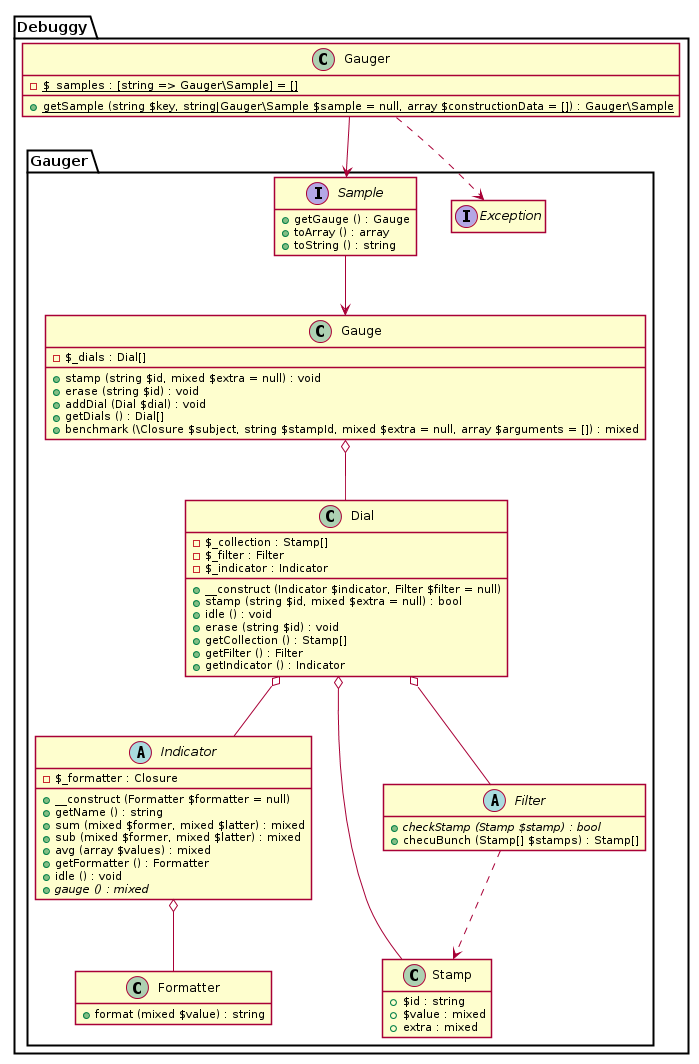 Debuggy
C Gauger
$_samples : [string => Gauger\Sample] = []
getSample (string $key, string|Gauger\Sample $sample = null, array $constructionData = []) : Gauger\Sample
Gauger
I Sample
getGauge () : Gauge
toArray () : array
toString () : string
I Exception
C Gauge
$_dials : Dial[]
stamp (string $id, mixed $extra = null) : void
erase (string $id) : void
addDial (Dial $dial) : void
getDials () : Dial[]
benchmark (\Closure $subject, string $stampId, mixed $extra = null, array $arguments = []) : mixed
C Dial
$_collection : Stamp[]
$_filter : Filter
$_indicator : Indicator
__construct (Indicator $indicator, Filter $filter = null)
stamp (string $id, mixed $extra = null) : bool
idle () : void
erase (string $id) : void
getCollection () : Stamp[]
getFilter () : Filter
getIndicator () : Indicator
A Indicator
$_formatter : Closure
__construct (Formatter $formatter = null)
getName () : string
sum (mixed $former, mixed $latter) : mixed
sub (mixed $former, mixed $latter) : mixed
avg (array $values) : mixed
getFormatter () : Formatter
idle () : void
gauge () : mixed
A Filter
checkStamp (Stamp $stamp) : bool
checuBunch (Stamp[] $stamps) : Stamp[]
C Formatter
format (mixed $value) : string
C Stamp
$id : string
$value : mixed
extra : mixed